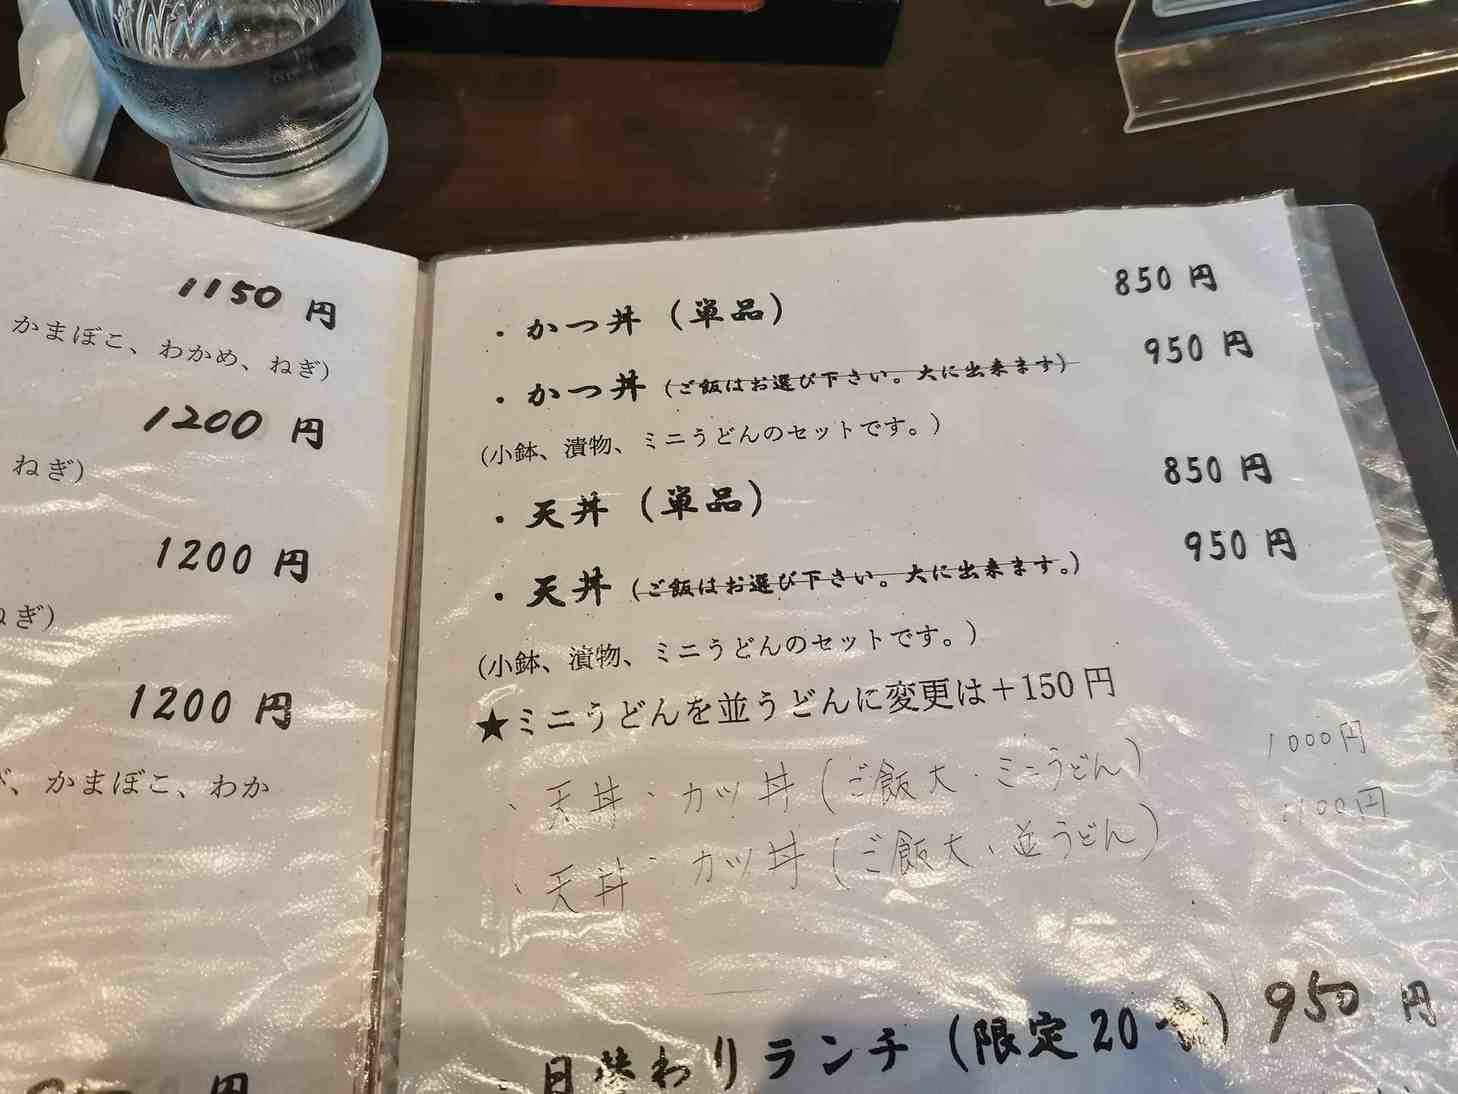 1150 円
かまぼこ、わかめ、ねぎ)
1200 円
ねぎ)
1200 円
ねぎ)
1200 円
、かまぼこ、わか
円
・かつ丼(単品) 850 円
・かつ丼(ご飯はお選び下さい。大に出来ます) 950 円
(小鉢、漬物、ミニうどんのセットです。)
・天丼(単品) 850 円
・天丼(ご飯はお選び下さい。大に出来ます。) 950 円
(小鉢、漬物、ミニうどんのセットです。)
★ミニうどんを並うどんに変更は+150 円
、天丼・カツ丼(ご飯大・ミニうどん) 1000円
、天丼・カツ丼(ご飯大・並うどん) 1100円
日替わりランチ(限定20 ) 950 円